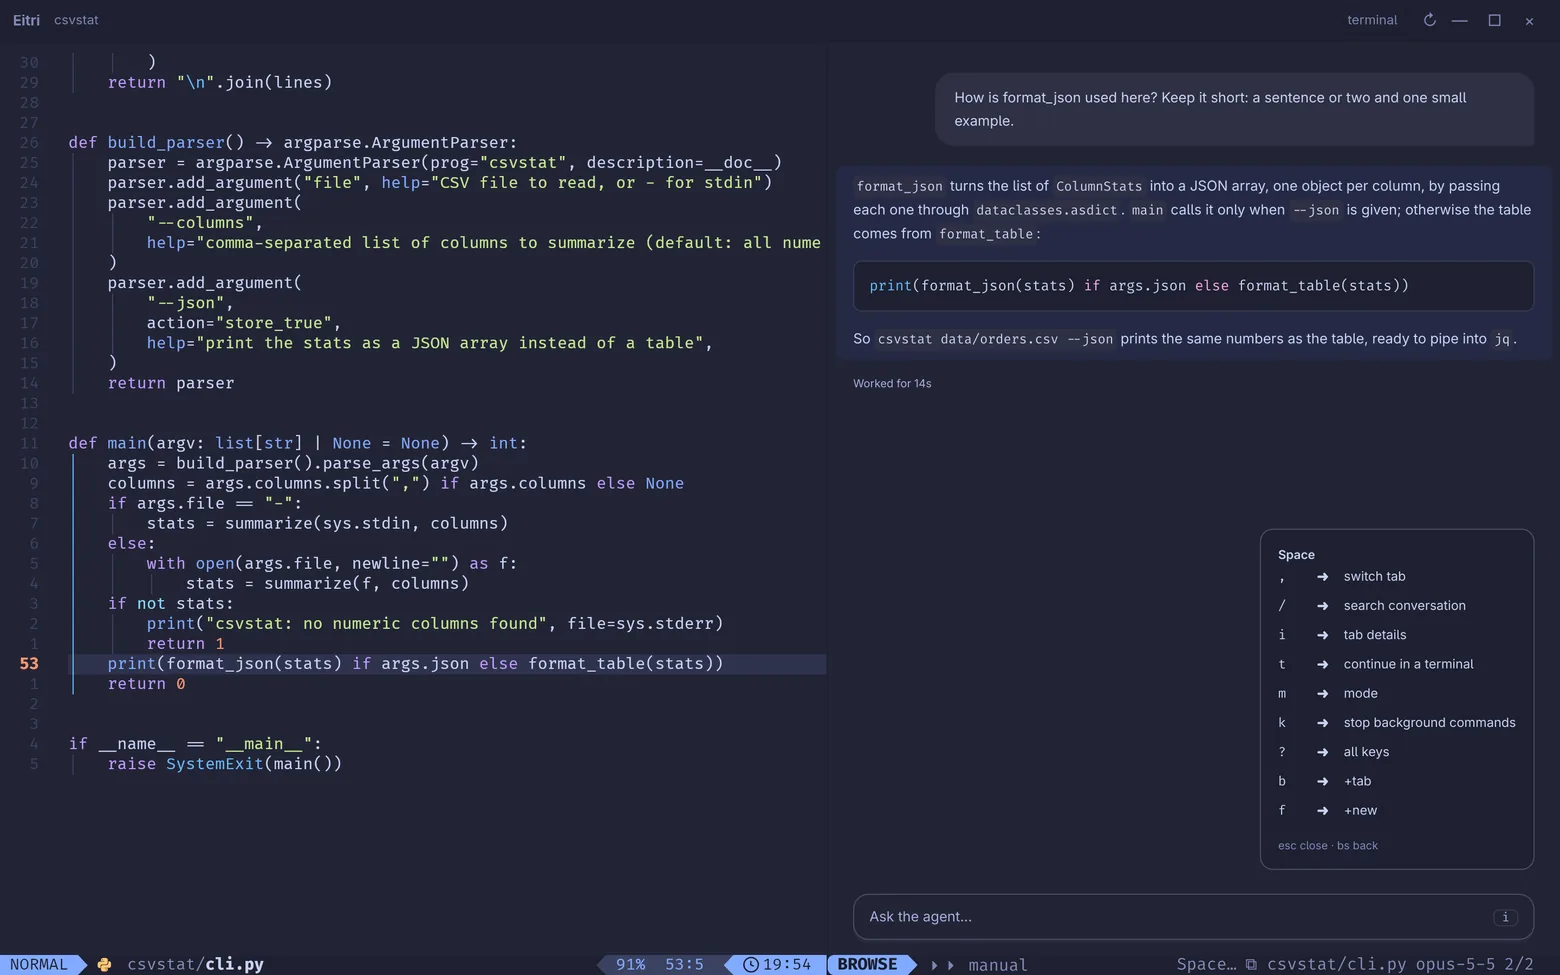 Eitri csvstat
terminal
30 )
29 return "\n".join(lines)
28
27
26 def build_parser() -> argparse.ArgumentParser:
25 parser = argparse.ArgumentParser(prog="csvstat", description=__doc__)
24 parser.add_argument("file", help="CSV file to read, or - for stdin")
23 parser.add_argument(
22 "--columns",
21 help="comma-separated list of columns to summarize (default: all nume
20 )
19 parser.add_argument(
18 "--json",
17 action="store_true",
16 help="print the stats as a JSON array instead of a table",
15 )
14 return parser
13
12
11 def main(argv: list[str] | None = None) -> int:
10 args = build_parser().parse_args(argv)
9 columns = args.columns.split(",") if args.columns else None
8 if args.file == "-":
7 stats = summarize(sys.stdin, columns)
6 else:
5 with open(args.file, newline="") as f:
4 stats = summarize(f, columns)
3 if not stats:
2 print("csvstat: no numeric columns found", file=sys.stderr)
1 return 1
53 print(format_json(stats) if args.json else format_table(stats))
1 return 0
2
3
4 if __name__ == "__main__":
5 raise SystemExit(main())
NORMAL csvstat/cli.py 91% 53:5 19:54
How is format_json used here? Keep it short: a sentence or two and one small
example.
format_json turns the list of ColumnStats into a JSON array, one object per column, by passing
each one through dataclasses.asdict. main calls it only when --json is given; otherwise the table
comes from format_table:
print(format_json(stats) if args.json else format_table(stats))
So csvstat data/orders.csv --json prints the same numbers as the table, ready to pipe into jq.
Worked for 14s
Space
, → switch tab
/ → search conversation
i → tab details
t → continue in a terminal
m → mode
k → stop background commands
? → all keys
b → +tab
f → +new
esc close · bs back
Ask the agent... i
BROWSE manual Space… csvstat/cli.py opus-5-5 2/2